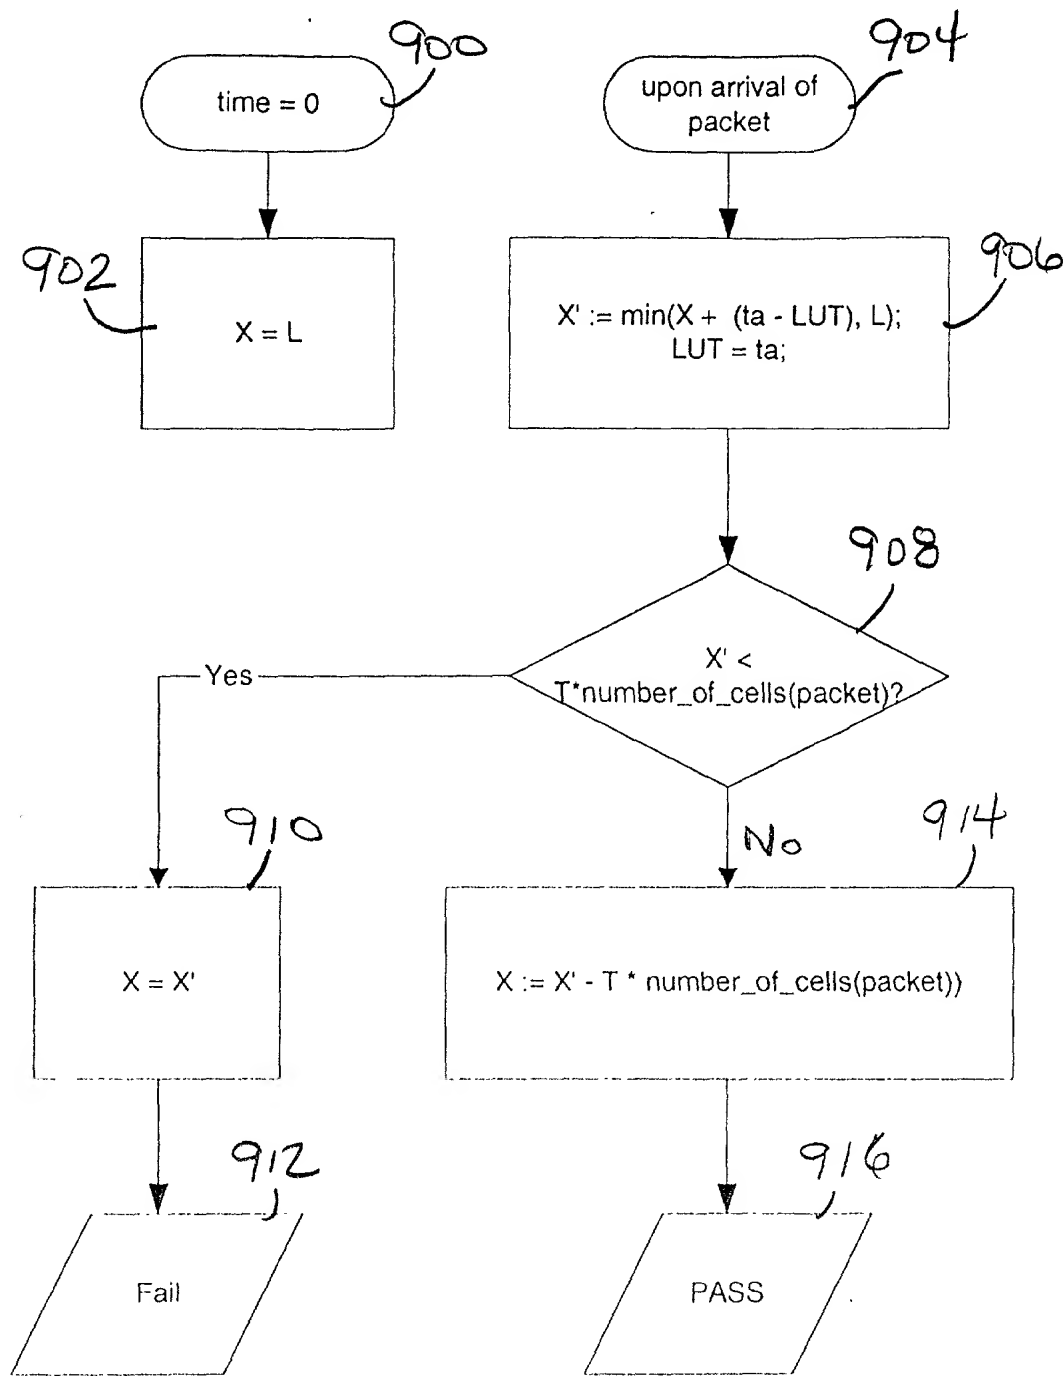 900
time = 0
904
upon arrival of
packet
902
X = L
906
X' := min(X + (ta - LUT), L);
LUT = ta;
908
X' <
T*number_of_cells(packet)?
Yes
No
910
X = X'
914
X := X' - T * number_of_cells(packet))
912
Fail
916
PASS